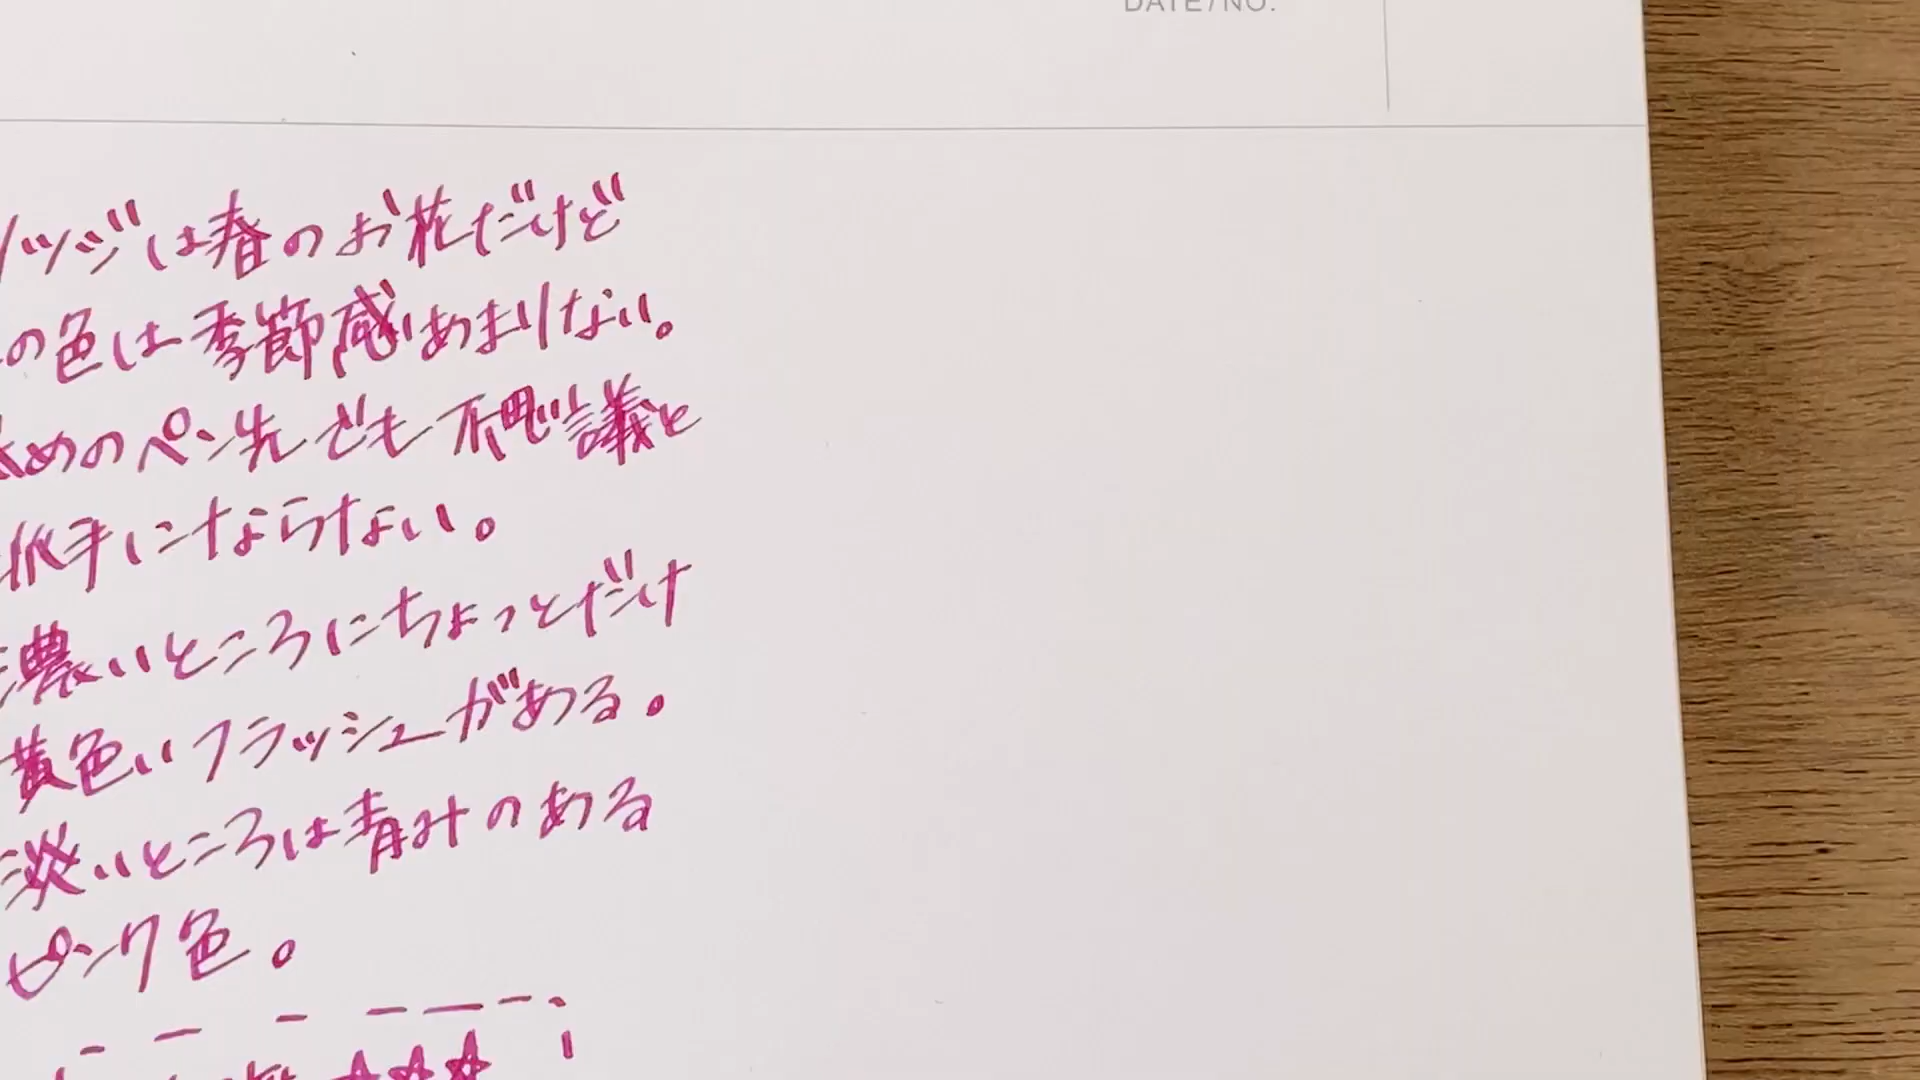 DATE/NO.
ツツジは春のお花だけど
の色は季節感はあまりない。
太めのペン先でも不思議と
派手にならない。
濃いところにちょっとだけ
黄色いフラッシュがある。
淡いところは青みのある
ピンク色。
★★★